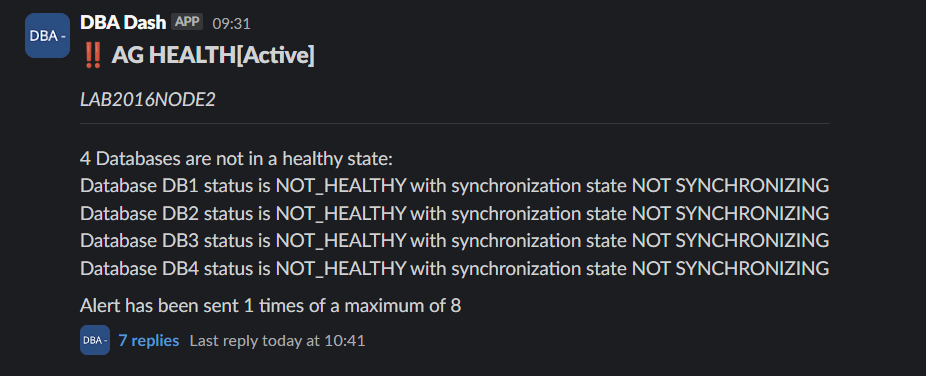 DBA -
DBA Dash APP 09:31
‼ AG HEALTH[Active]
LAB2016NODE2
4 Databases are not in a healthy state:
Database DB1 status is NOT_HEALTHY with synchronization state NOT SYNCHRONIZING
Database DB2 status is NOT_HEALTHY with synchronization state NOT SYNCHRONIZING
Database DB3 status is NOT_HEALTHY with synchronization state NOT SYNCHRONIZING
Database DB4 status is NOT_HEALTHY with synchronization state NOT SYNCHRONIZING
Alert has been sent 1 times of a maximum of 8
DBA - 7 replies Last reply today at 10:41